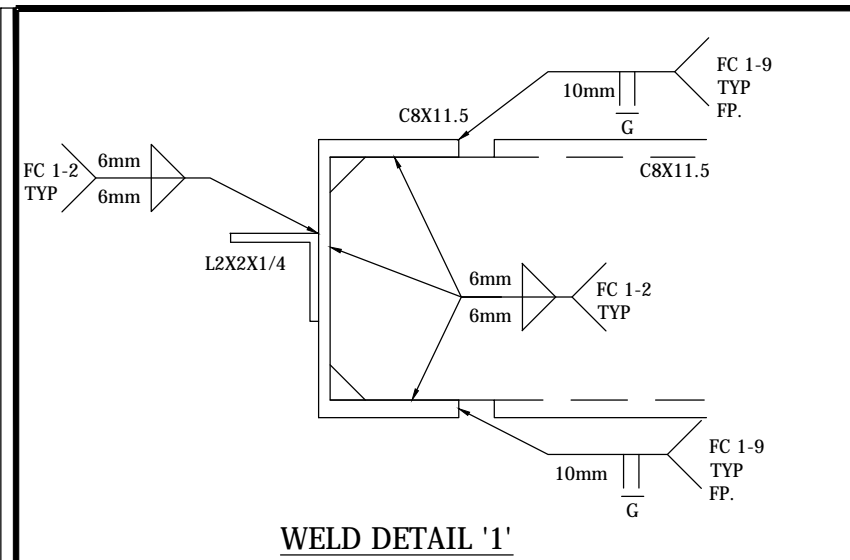 FC 1-9
TYP
FP.
10mm
G
C8X11.5
C8X11.5
FC 1-2
TYP
6mm
6mm
L2X2X1/4
6mm
6mm
FC 1-2
TYP
FC 1-9
TYP
FP.
10mm
G
WELD DETAIL '1'